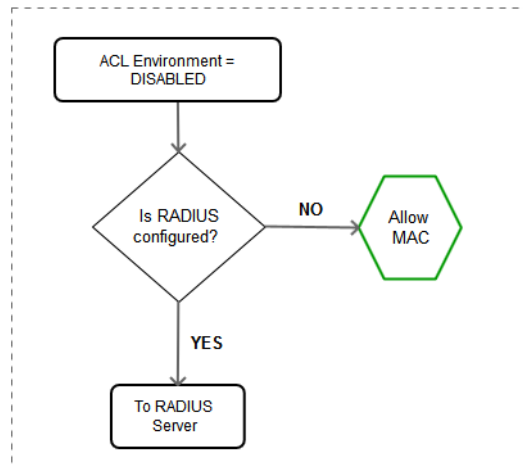 ACL Environment =
DISABLED
Is RADIUS
configured?
NO
Allow
MAC
YES
To RADIUS
Server